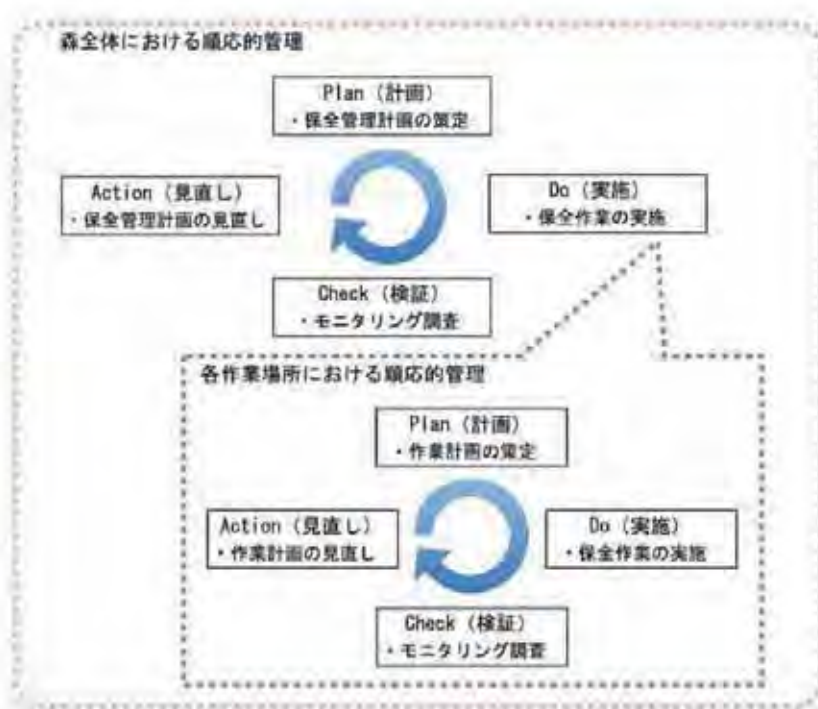 森全体における順応的管理
Plan（計画）
・保全管理計画の策定
Action（見直し）
・保全管理計画の見直し
Do（実施）
・保全作業の実施
Check（検証）
・モニタリング調査
各作業場所における順応的管理
Plan（計画）
・作業計画の策定
Action（見直し）
・作業計画の見直し
Do（実施）
・保全作業の実施
Check（検証）
・モニタリング調査